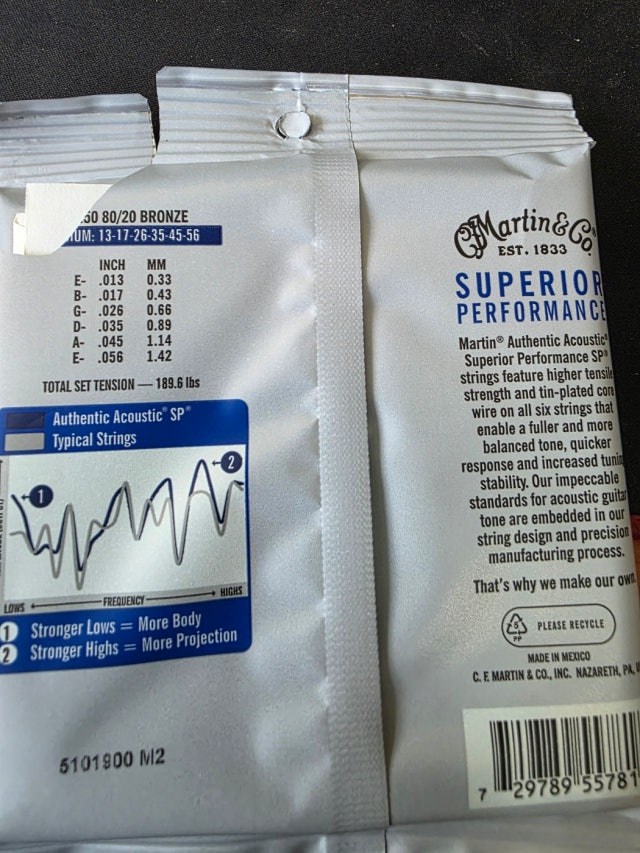 50 80/20 BRONZE
IUM: 13-17-26-35-45-56
INCH MM
E- .013 0.33
B- .017 0.43
G- .026 0.66
D- .035 0.89
A- .045 1.14
E- .056 1.42
TOTAL SET TENSION — 189.6 lbs
Authentic Acoustic® SP®
Typical Strings
1
2
LOWS FREQUENCY HIGHS
1 Stronger Lows = More Body
2 Stronger Highs = More Projection
5101900 M2
CF Martin & Co.®
EST. 1833
SUPERIOR
PERFORMANCE
Martin® Authentic Acoustic®
Superior Performance SP®
strings feature higher tensile
strength and tin-plated core
wire on all six strings that
enable a fuller and more
balanced tone, quicker
response and increased tunin
stability. Our impeccable
standards for acoustic guitar
tone are embedded in our
string design and precision
manufacturing process.
That's why we make our own
5
PP
PLEASE RECYCLE
MADE IN MEXICO
C. F. MARTIN & CO., INC. NAZARETH, PA, U
7 29789 55781